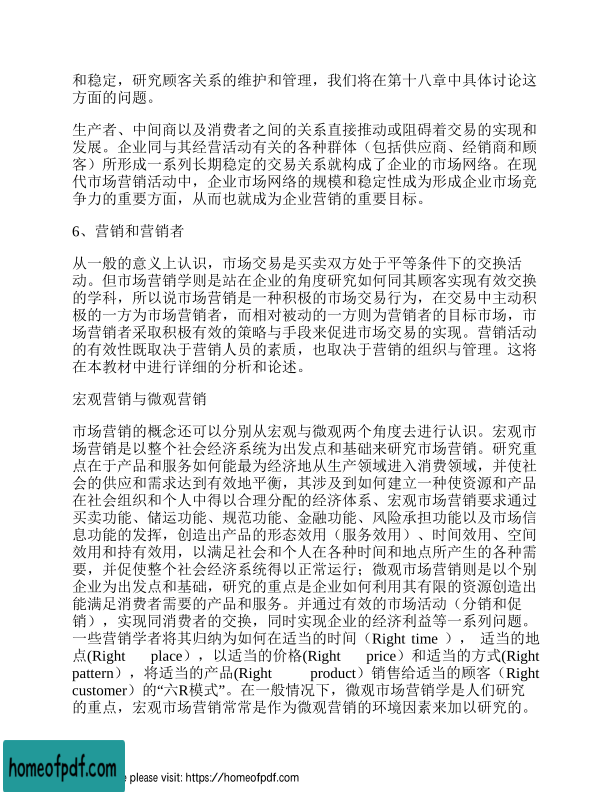 和稳定，研究顾客关系的维护和管理，我们将在第十八章中具体讨论这
方面的问题。
生产者、中间商以及消费者之间的关系直接推动或阻碍着交易的实现和
发展。企业同与其经营活动有关的各种群体（包括供应商、经销商和顾
客）所形成一系列长期稳定的交易关系就构成了企业的市场网络。在现
代市场营销活动中，企业市场网络的规模和稳定性成为形成企业市场竞
争力的重要方面，从而也就成为企业营销的重要目标。
6、营销和营销者
从一般的意义上认识，市场交易是买卖双方处于平等条件下的交换活
动。但市场营销学则是站在企业的角度研究如何同其顾客实现有效交换
的学科，所以说市场营销是一种积极的市场交易行为，在交易中主动积
极的一方为市场营销者，而相对被动的一方则为营销者的目标市场，市
场营销者采取积极有效的策略与手段来促进市场交易的实现。营销活动
的有效性既取决于营销人员的素质，也取决于营销的组织与管理。这将
在本教材中进行详细的分析和论述。
宏观营销与微观营销
市场营销的概念还可以分别从宏观与微观两个角度去进行认识。宏观市
场营销是以整个社会经济系统为出发点和基础来研究市场营销。研究重
点在于产品和服务如何能最为经济地从生产领域进入消费领域，并使社
会的供应和需求达到有效地平衡，其涉及到如何建立一种使资源和产品
在社会组织和个人中得以合理分配的经济体系、宏观市场营销要求通过
买卖功能、储运功能、规范功能、金融功能、风险承担功能以及市场信
息功能的发挥，创造出产品的形态效用（服务效用）、时间效用、空间
效用和持有效用，以满足社会和个人在各种时间和地点所产生的各种需
要，并促使整个社会经济系统得以正常运行；微观市场营销则是以个别
企业为出发点和基础，研究的重点是企业如何利用其有限的资源创造出
能满足消费者需要的产品和服务。并通过有效的市场活动（分销和促
销），实现同消费者的交换，同时实现企业的经济利益等一系列问题。
一些营销学者将其归纳为如何在适当的时间（Right time ）， 适当的地
点(Right place），以适当的价格(Right price）和适当的方式(Right
pattern），将适当的产品(Right product）销售给适当的顾客（Right
customer）的“六R模式”。在一般情况下，微观市场营销学是人们研究
的重点，宏观市场营销常常是作为微观营销的环境因素来加以研究的。
homeofpdf.com
please visit: https://homeofpdf.com